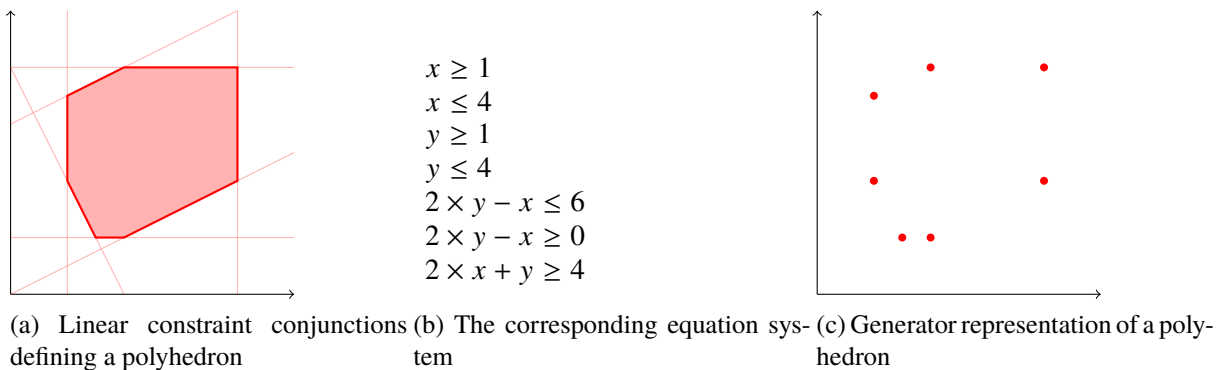 x ≥ 1
x ≤ 4
y ≥ 1
y ≤ 4
2 × y − x ≤ 6
2 × y − x ≥ 0
2 × x + y ≥ 4
(a) Linear constraint conjunctions
defining a polyhedron
(b) The corresponding equation sys-
tem
(c) Generator representation of a poly-
hedron